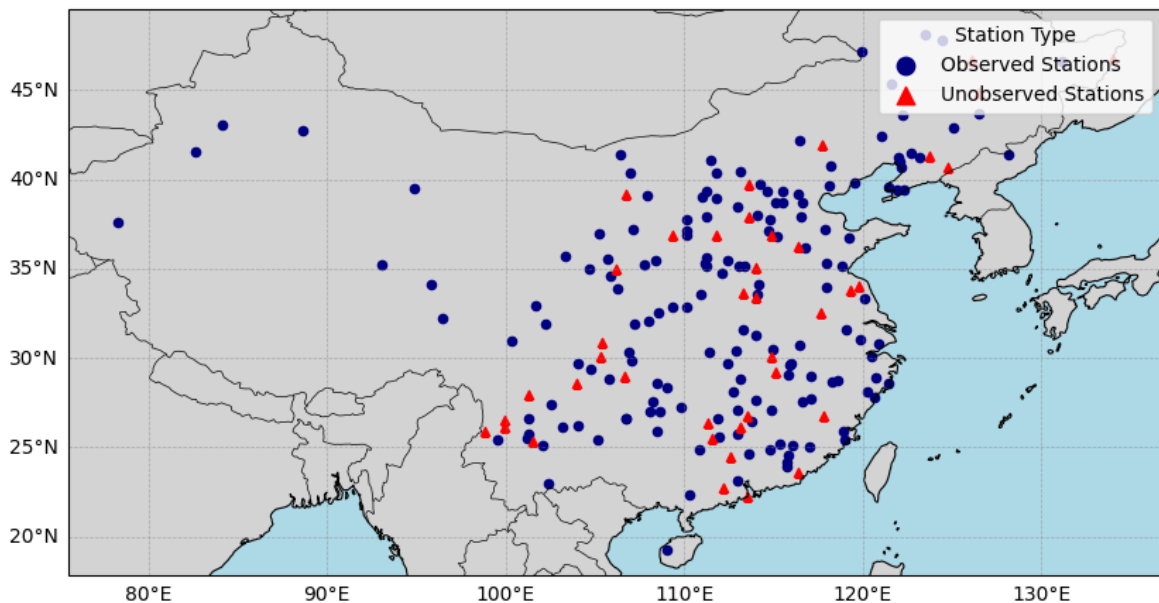 Station Type
Observed Stations
Unobserved Stations
45°N
40°N
35°N
30°N
25°N
20°N
80°E
90°E
100°E
110°E
120°E
130°E